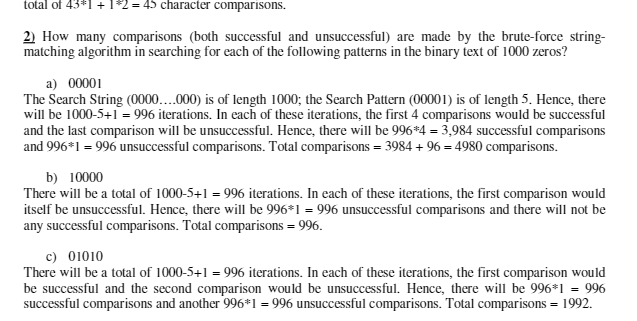 total of 43*1 + 1*2 = 45 character comparisons.
2) How many comparisons (both successful and unsuccessful) are made by the brute-force string-
matching algorithm in searching for each of the following patterns in the binary text of 1000 zeros?
a) 00001
The Search String (0000….000) is of length 1000; the Search Pattern (00001) is of length 5. Hence, there
will be 1000-5+1 = 996 iterations. In each of these iterations, the first 4 comparisons would be successful
and the last comparison will be unsuccessful. Hence, there will be 996*4 = 3,984 successful comparisons
and 996*1 = 996 unsuccessful comparisons. Total comparisons = 3984 + 96 = 4980 comparisons.
b) 10000
There will be a total of 1000-5+1 = 996 iterations. In each of these iterations, the first comparison would
itself be unsuccessful. Hence, there will be 996*1 = 996 unsuccessful comparisons and there will not be
any successful comparisons. Total comparisons = 996.
c) 01010
There will be a total of 1000-5+1 = 996 iterations. In each of these iterations, the first comparison would
be successful and the second comparison would be unsuccessful. Hence, there will be 996*1 = 996
successful comparisons and another 996*1 = 996 unsuccessful comparisons. Total comparisons = 1992.